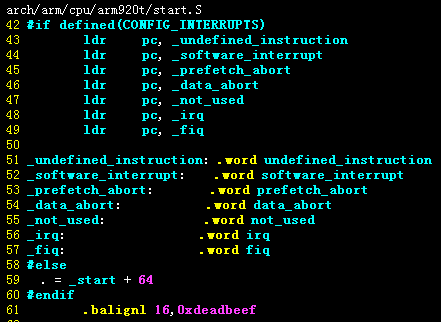 arch/arm/cpu/arm920t/start.S
42 #if defined(CONFIG_INTERRUPTS)
43 ldr pc, _undefined_instruction
44 ldr pc, _software_interrupt
45 ldr pc, _prefetch_abort
46 ldr pc, _data_abort
47 ldr pc, _not_used
48 ldr pc, _irq
49 ldr pc, _fiq
50
51 _undefined_instruction: .word undefined_instruction
52 _software_interrupt: .word software_interrupt
53 _prefetch_abort: .word prefetch_abort
54 _data_abort: .word data_abort
55 _not_used: .word not_used
56 _irq: .word irq
57 _fiq: .word fiq
58 #else
59 . = _start + 64
60 #endif
61 .balignl 16,0xdeadbeef